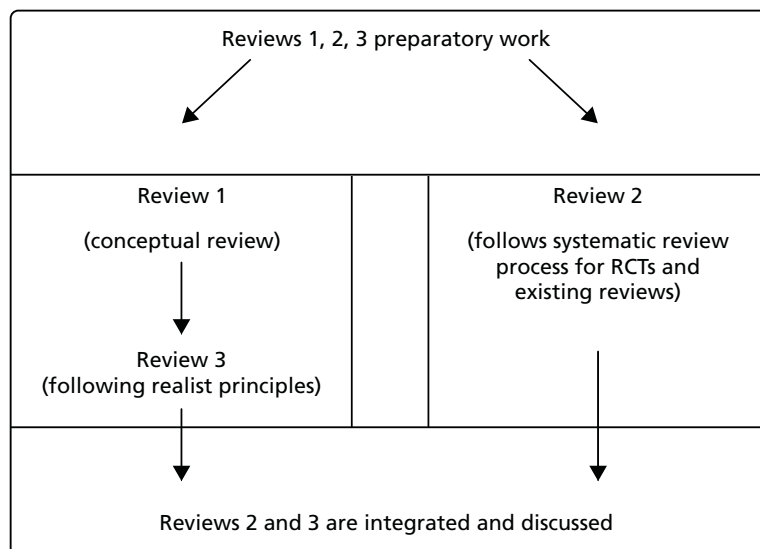 Reviews 1, 2, 3 preparatory work
Review 1
(conceptual review)
Review 3
(following realist principles)
Review 2
(follows systematic review
process for RCTs and
existing reviews)
Reviews 2 and 3 are integrated and discussed